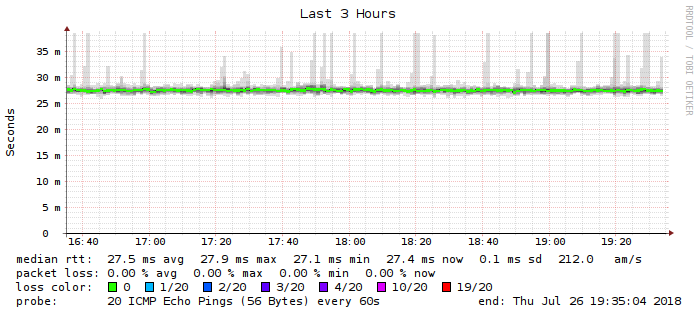 Last 3 Hours
RRDTOOL / TOBI OETIKER
Seconds
35 m
30 m
25 m
20 m
15 m
10 m
5 m
0
16:40 17:00 17:20 17:40 18:00 18:20 18:40 19:00 19:20
median rtt: 27.5 ms avg 27.9 ms max 27.1 ms min 27.4 ms now 0.1 ms sd 212.0 am/s
packet loss: 0.00 % avg 0.00 % max 0.00 % min 0.00 % now
loss color: 0 1/20 2/20 3/20 4/20 10/20 19/20
probe: 20 ICMP Echo Pings (56 Bytes) every 60s end: Thu Jul 26 19:35:04 2018